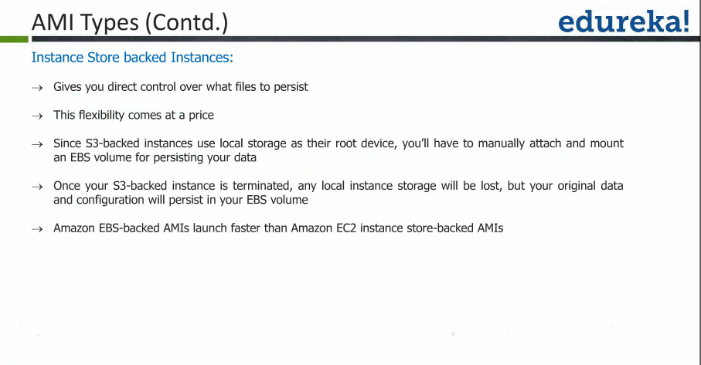 AMI Types (Contd.)
edureka!
Instance Store backed Instances:
→ Gives you direct control over what files to persist
→ This flexibility comes at a price
→ Since S3-backed instances use local storage as their root device, you'll have to manually attach and mount
an EBS volume for persisting your data
→ Once your S3-backed instance is terminated, any local instance storage will be lost, but your original data
and configuration will persist in your EBS volume
→ Amazon EBS-backed AMIs launch faster than Amazon EC2 instance store-backed AMIs